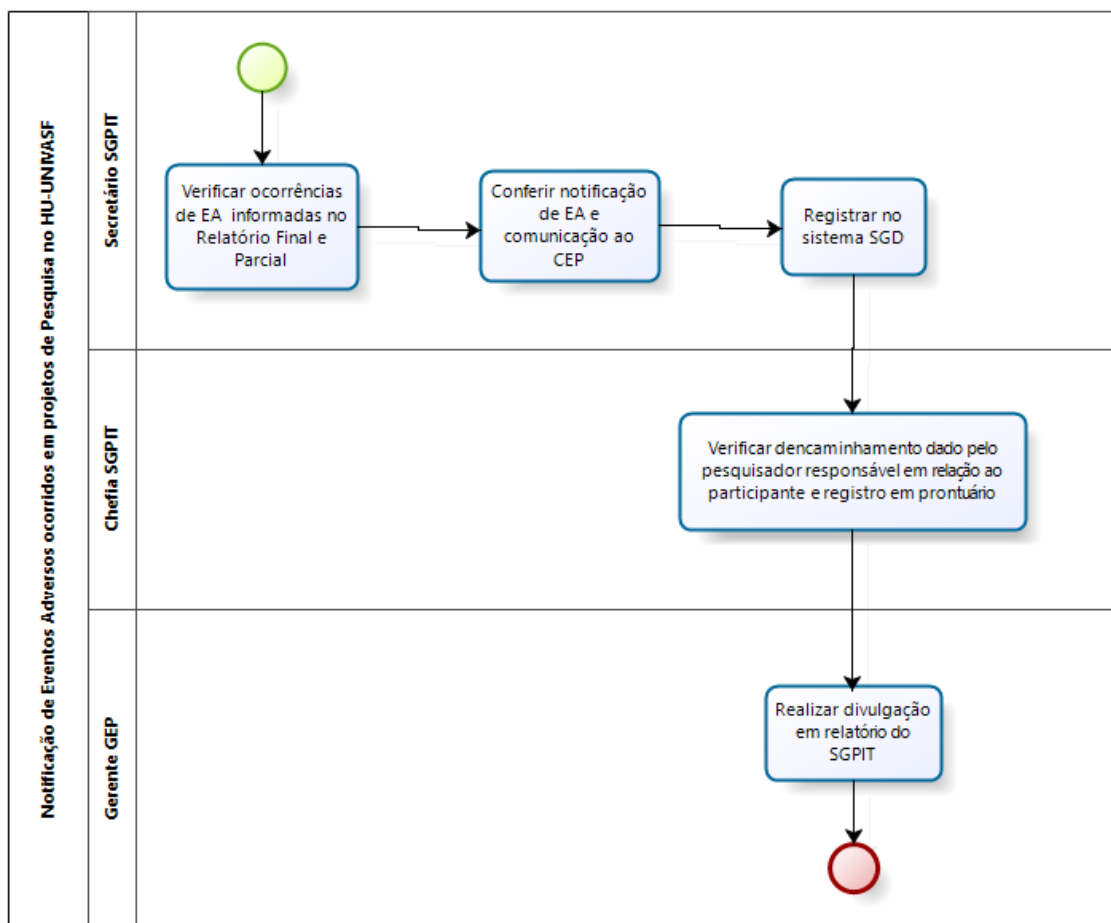 Notificação de Eventos Adversos ocorridos em projetos de Pesquisa no HU-UNIVASF
Secretário SGPIT
Verificar ocorrências
de EA informadas no
Relatório Final e
Parcial
Conferir notificação
de EA e
comunicação ao
CEP
Registrar no
sistema SGD
Chefia SGPIT
Verificar dencaminhamento dado pelo
pesquisador responsável em relação ao
participante e registro em prontuário
Gerente GEP
Realizar divulgação
em relatório do
SGPIT